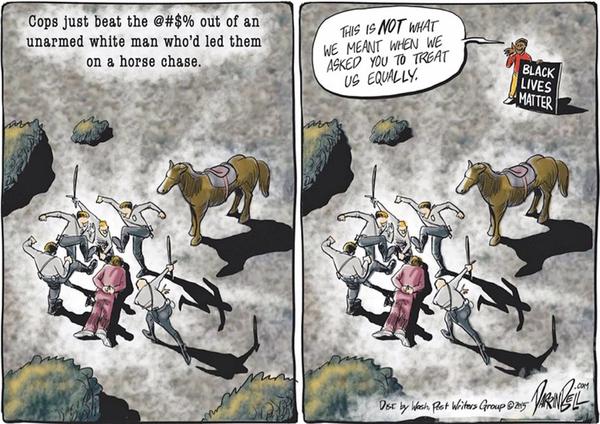 Cops just beat the @#$% out of an
unarmed white man who'd led them
on a horse chase.
THIS IS NOT WHAT
WE MEANT WHEN WE
ASKED YOU TO TREAT
US EQUALLY.
BLACK
LIVES
MATTER
DIST. by Wash Post Writers Group ©2015
DARRIN BELL .COM